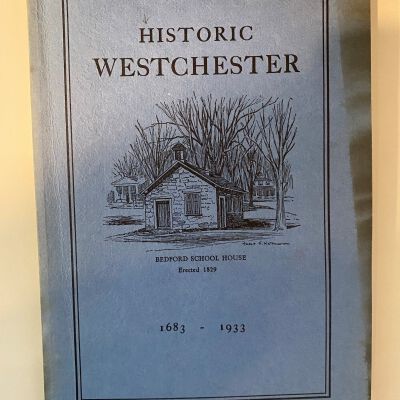 HISTORIC
WESTCHESTER
BEDFORD SCHOOL HOUSE
Erected 1829
1683 - 1933